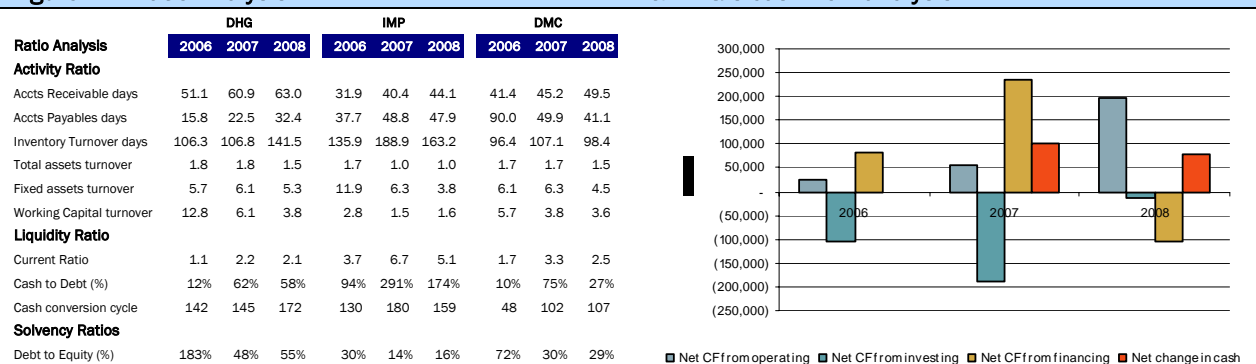 DHG IMP DMC
Ratio Analysis 2006 2007 2008 2006 2007 2008 2006 2007 2008
Activity Ratio
Accts Receivable days 51.1 60.9 63.0 31.9 40.4 44.1 41.4 45.2 49.5
Accts Payables days 15.8 22.5 32.4 37.7 48.8 47.9 90.0 49.9 41.1
Inventory Turnover days 106.3 106.8 141.5 135.9 188.9 163.2 96.4 107.1 98.4
Total assets turnover 1.8 1.8 1.5 1.7 1.0 1.0 1.7 1.7 1.5
Fixed assets turnover 5.7 6.1 5.3 11.9 6.3 3.8 6.1 6.3 4.5
Working Capital turnover 12.8 6.1 3.8 2.8 1.5 1.6 5.7 3.8 3.6
Liquidity Ratio
Current Ratio 1.1 2.2 2.1 3.7 6.7 5.1 1.7 3.3 2.5
Cash to Debt (%) 12% 62% 58% 94% 291% 174% 10% 75% 27%
Cash conversion cycle 142 145 172 130 180 159 48 102 107
Solvency Ratios
Debt to Equity (%) 183% 48% 55% 30% 14% 16% 72% 30% 29%
300,000
250,000
200,000
150,000
100,000
50,000
-
(50,000)
(100,000)
(150,000)
(200,000)
(250,000)
2006 2007 2008
Net CF from operating Net CF from investing Net CF from financing Net change in cash